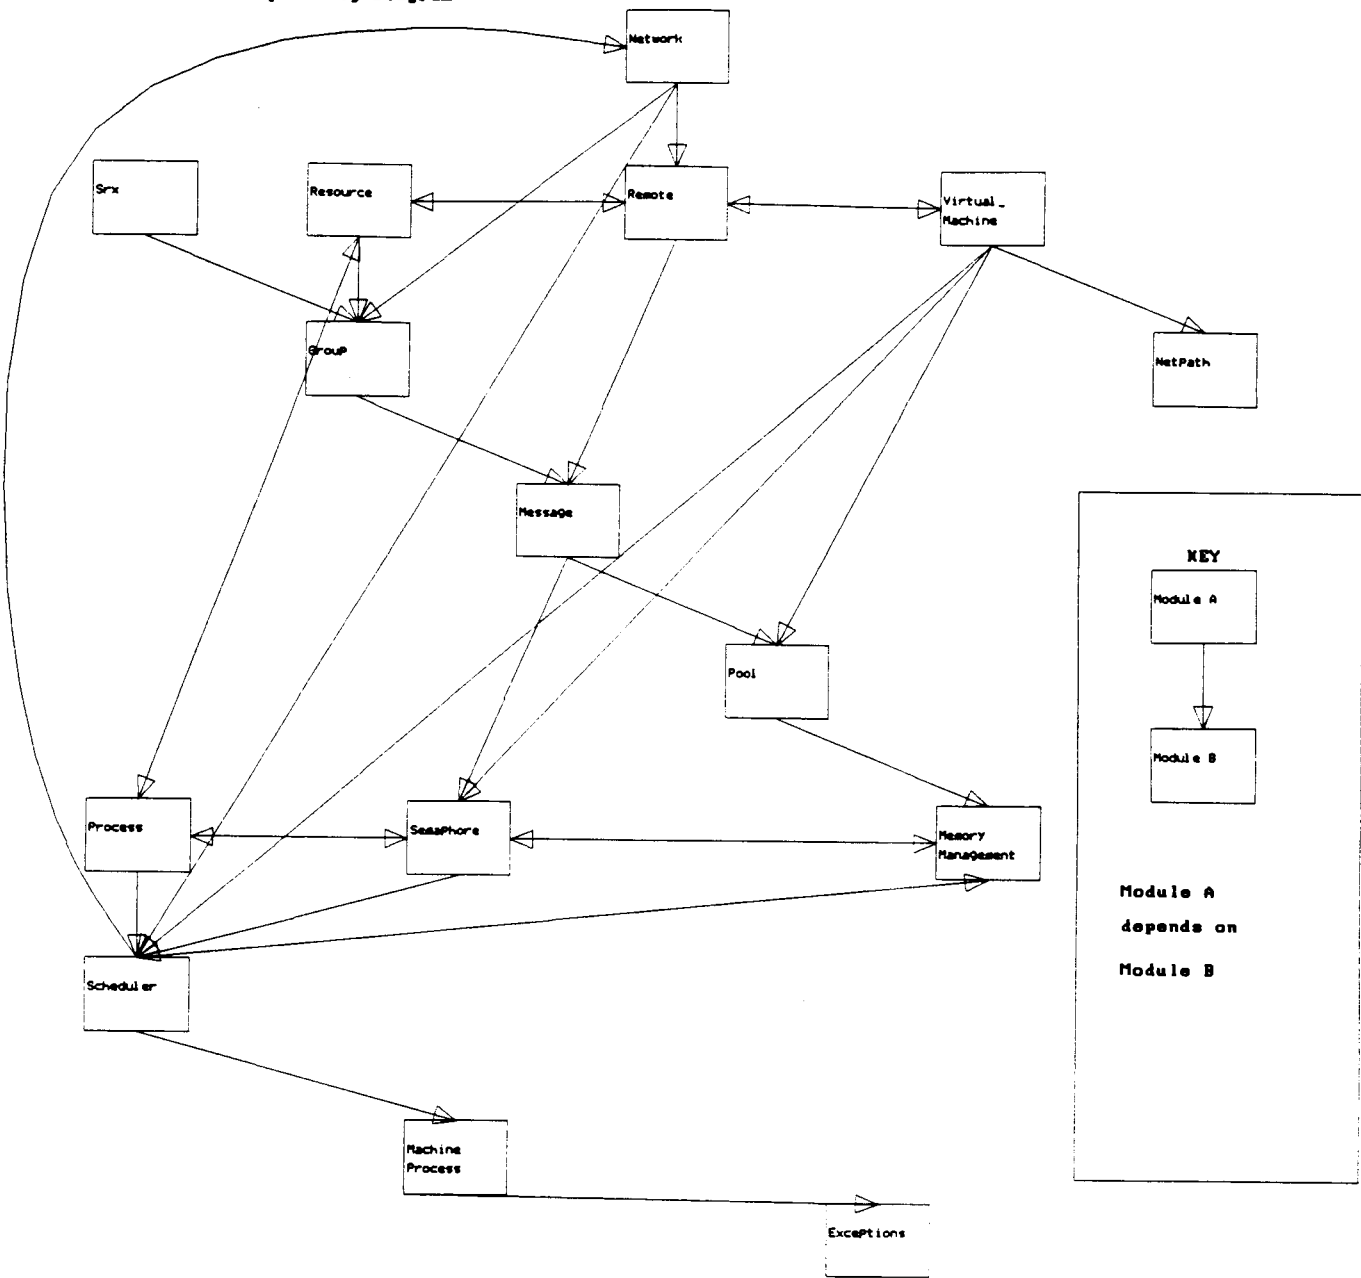 Network
Srx
Resource
Remote
Virtual_
Machine
GrouP
NetPath
Message
KEY
Module A
Pool
Module B
Process
SemaPhore
Memory
Management
Module A
depends on
Module B
Scheduler
Machine
Process
ExcePtions